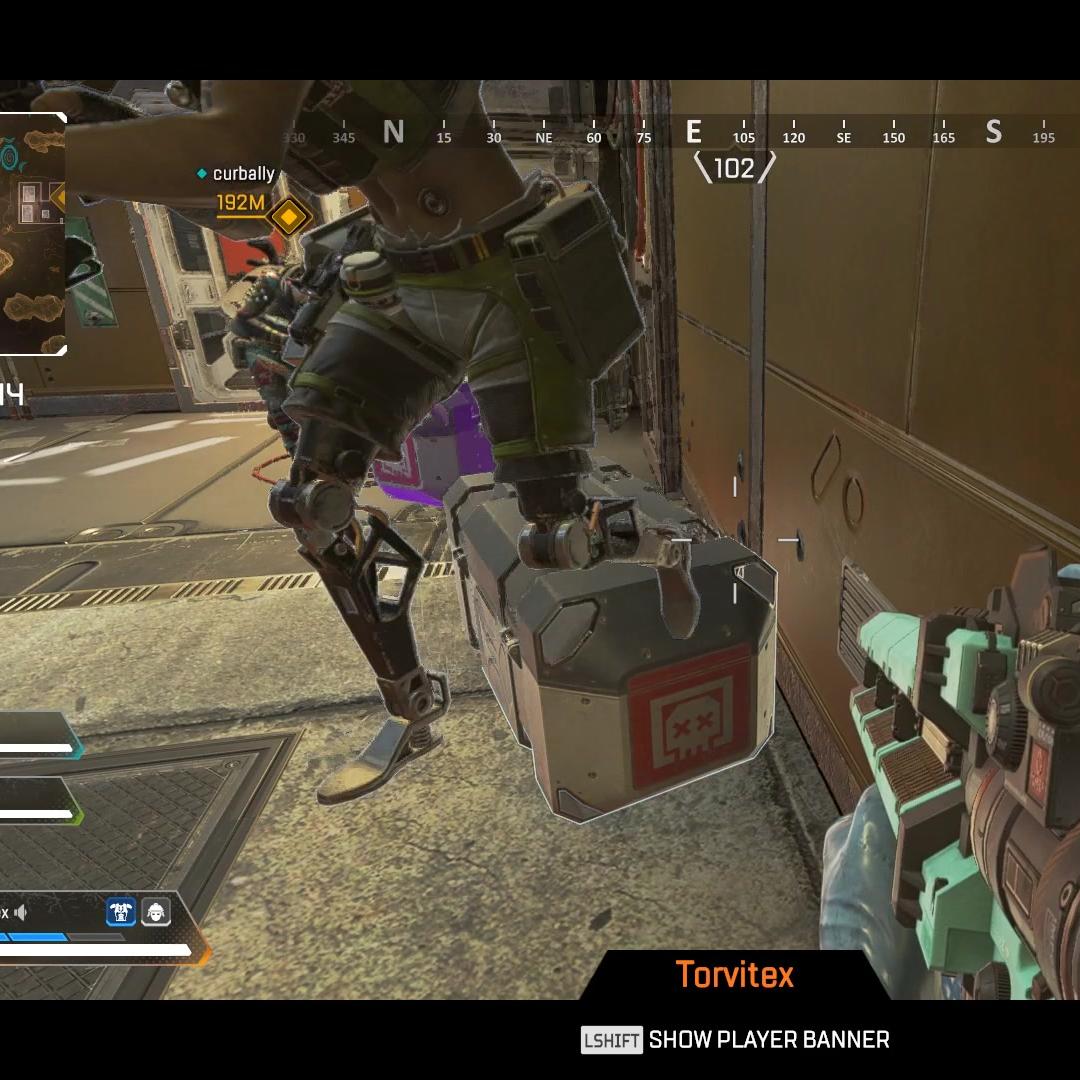 330 345 N 15 30 NE 60 75 E 105 120 SE 150 165 S 195
102
curbally
192M
14
ex
Torvitex
LSHIFT SHOW PLAYER BANNER